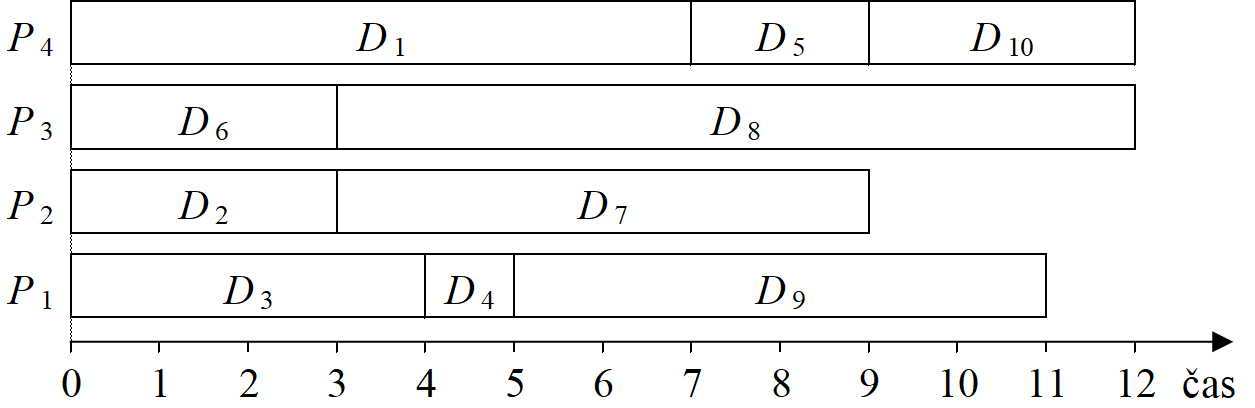 P₄ D₁ D₅ D₁₀
P₃ D₆ D₈
P₂ D₂ D₇
P₁ D₃ D₄ D₉
0 1 2 3 4 5 6 7 8 9 10 11 12 čas